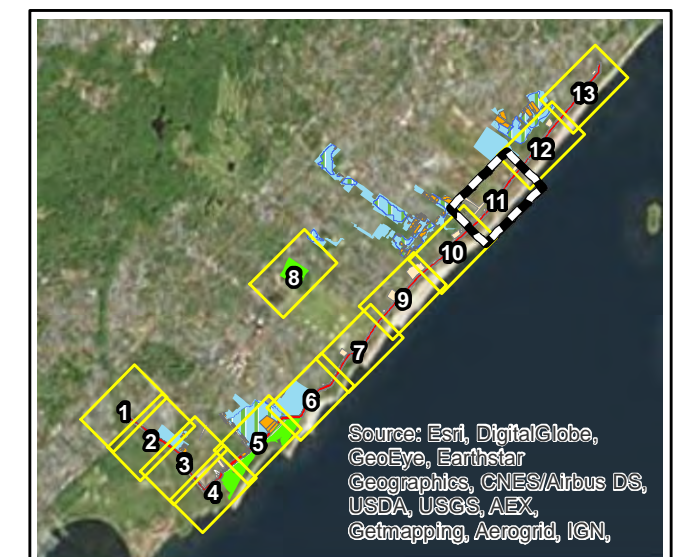 13
12
11
10
8
9
7
6
1
2
5
3
4
Source: Esri, DigitalGlobe,
GeoEye, Earthstar
Geographics, CNES/Airbus DS,
USDA, USGS, AEX,
Getmapping, Aerogrid, IGN,